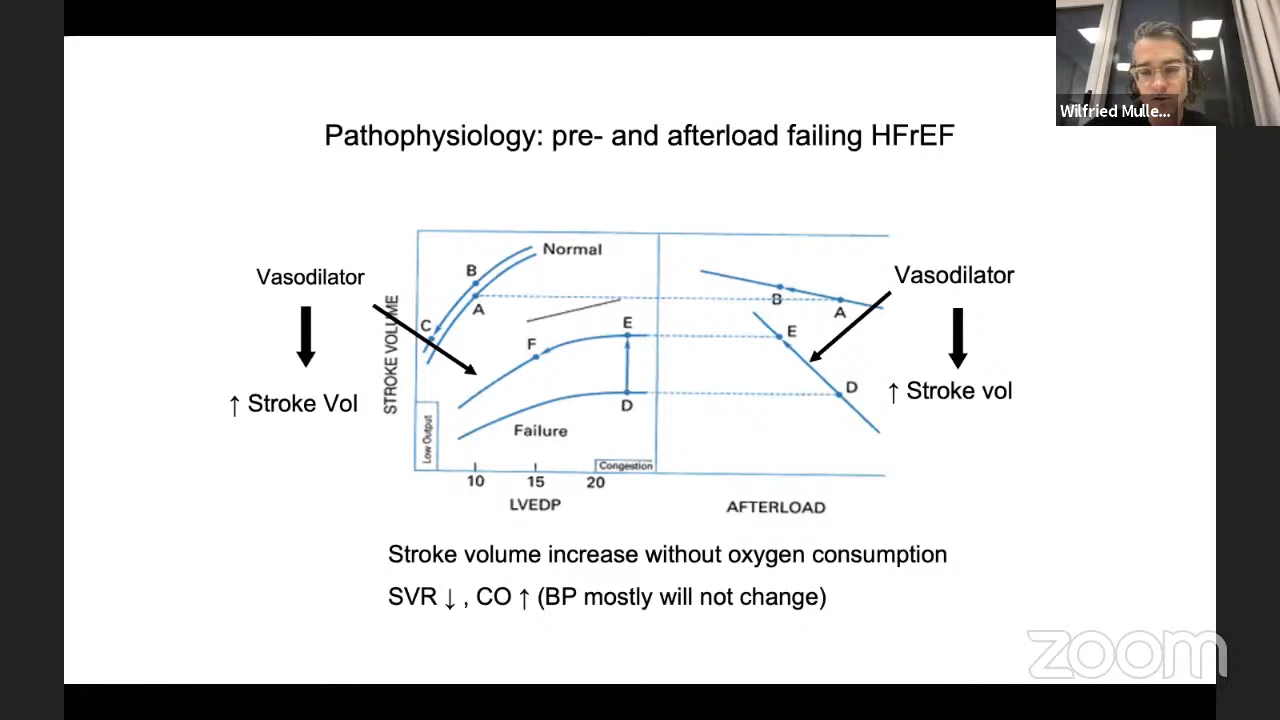 Wilfried Mulle...
Pathophysiology: pre- and afterload failing HFrEF
Vasodilator
↑ Stroke Vol
STROKE VOLUME
Normal
B
A
C
E
F
D
Failure
Low Output
Congestion
10 15 20
LVEDP
B
A
E
D
AFTERLOAD
Vasodilator
↑ Stroke vol
Stroke volume increase without oxygen consumption
SVR ↓ , CO ↑ (BP mostly will not change)
zoom